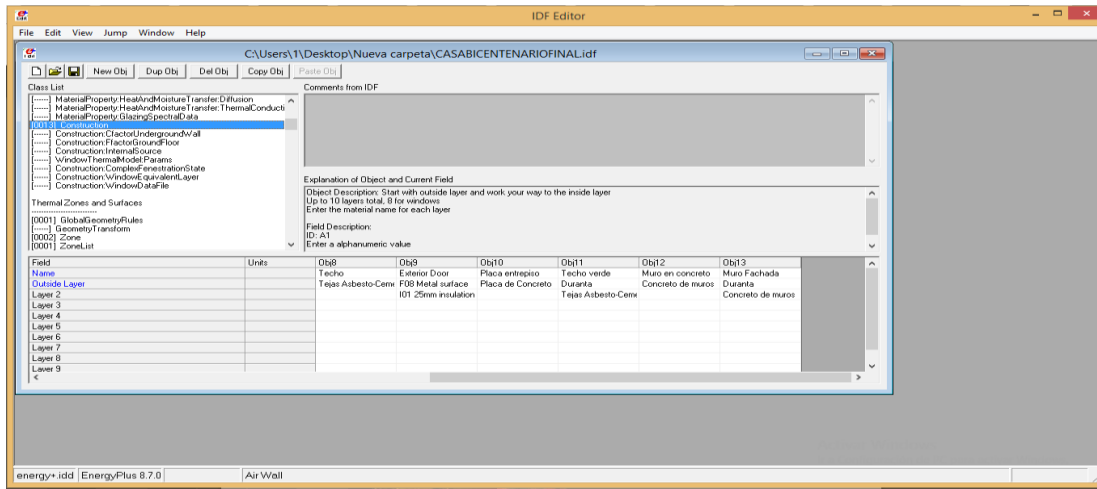 IDF Editor
File Edit View Jump Window Help
C:\Users\1\Desktop\Nueva carpeta\CASABICENTENARIOFINAL.idf
New Obj Dup Obj Del Obj Copy Obj Paste Obj
Class List
[------] MaterialProperty:HeatAndMoistureTransfer:Diffusion
[------] MaterialProperty:HeatAndMoistureTransfer:ThermalConducti
[------] MaterialProperty:GlazingSpectralData
[0013] Construction
[------] Construction:CfactorUndergroundWall
[------] Construction:FfactorGroundFloor
[------] Construction:InternalSource
[------] WindowThermalModel:Params
[------] Construction:ComplexFenestrationState
[------] Construction:WindowEquivalentLayer
[------] Construction:WindowDataFile
Thermal Zones and Surfaces
--------------------------
[0001] GlobalGeometryRules
[------] GeometryTransform
[0002] Zone
[0001] ZoneList
Comments from IDF
Explanation of Object and Current Field
Object Description: Start with outside layer and work your way to the inside layer
Up to 10 layers total, 8 for windows
Enter the material name for each layer
Field Description:
ID: A1
Enter a alphanumeric value
Field Units Obj8 Obj9 Obj10 Obj11 Obj12 Obj13
Name Techo Exterior Door Placa entrepiso Techo verde Muro en concreto Muro Fachada
Outside Layer Tejas Asbesto-Ceme F08 Metal surface Placa de Concreto Duranta Concreto de muros Duranta
Layer 2 I01 25mm insulation Tejas Asbesto-Ceme Concreto de muros
Layer 3
Layer 4
Layer 5
Layer 6
Layer 7
Layer 8
Layer 9
energy+.idd EnergyPlus 8.7.0 Air Wall